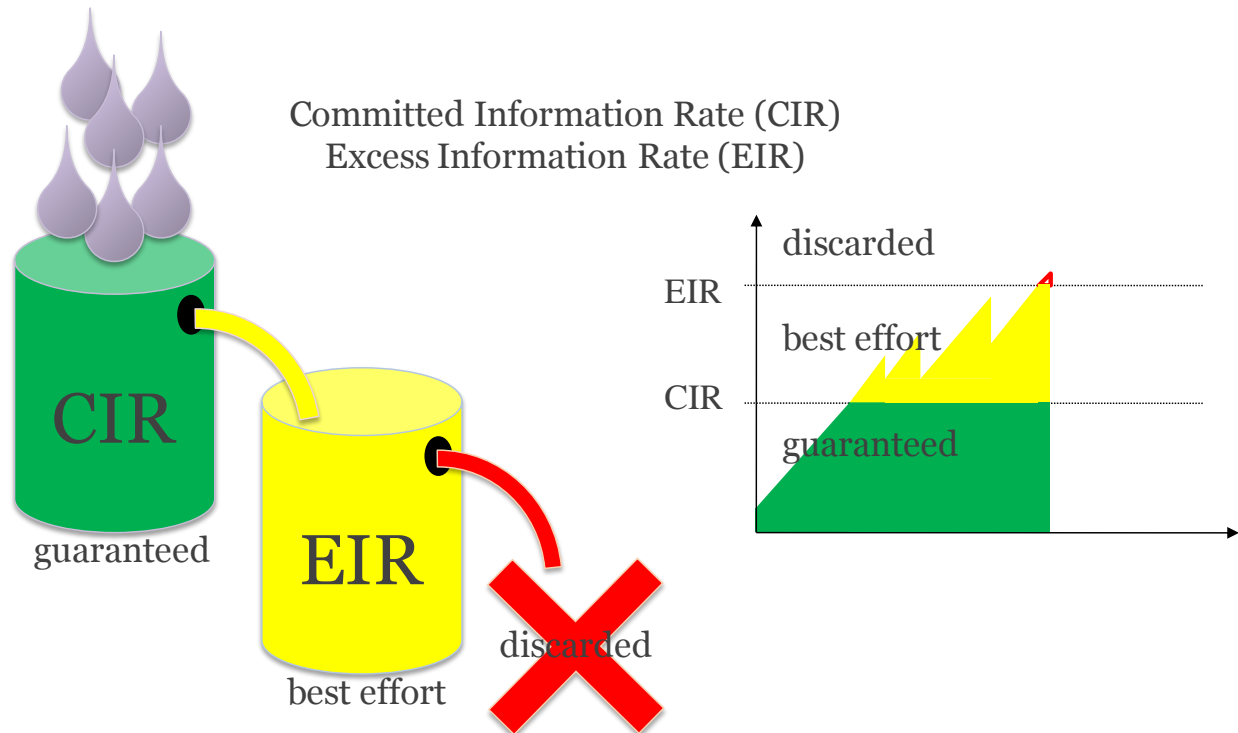 Committed Information Rate (CIR)
Excess Information Rate (EIR)
CIR
guaranteed
EIR
best effort
discarded
discarded
EIR
best effort
CIR
guaranteed